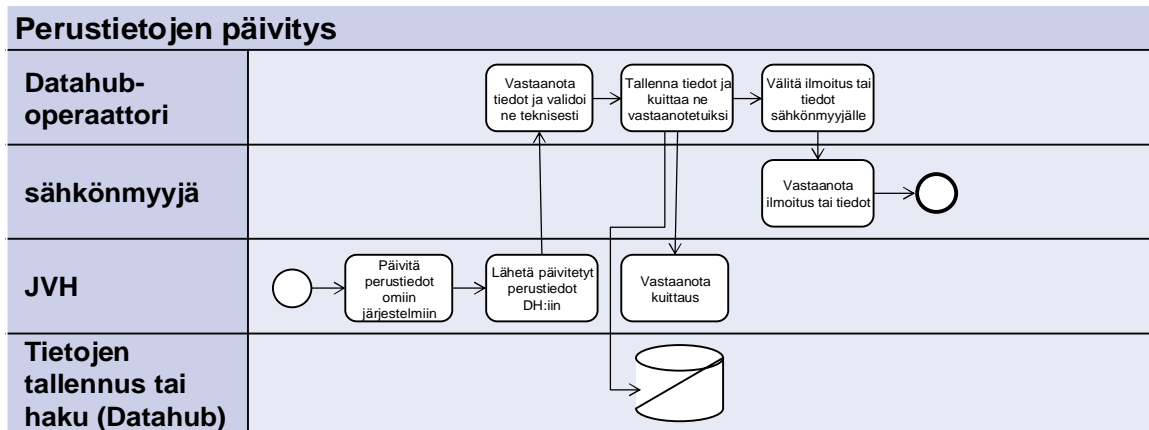 Perustietojen päivitys
Datahub-
operaattori
Vastaanota
tiedot ja validoi
ne teknisesti
Tallenna tiedot ja
kuittaa ne
vastaanotetuiksi
Välitä ilmoitus tai
tiedot
sähkönmyyjälle
sähkönmyyjä
Vastaanota
ilmoitus tai tiedot
JVH
Päivitä
perustiedot
omiin
järjestelmiin
Lähetä päivitetyt
perustiedot
DH:iin
Vastaanota
kuittaus
Tietojen
tallennus tai
haku (Datahub)